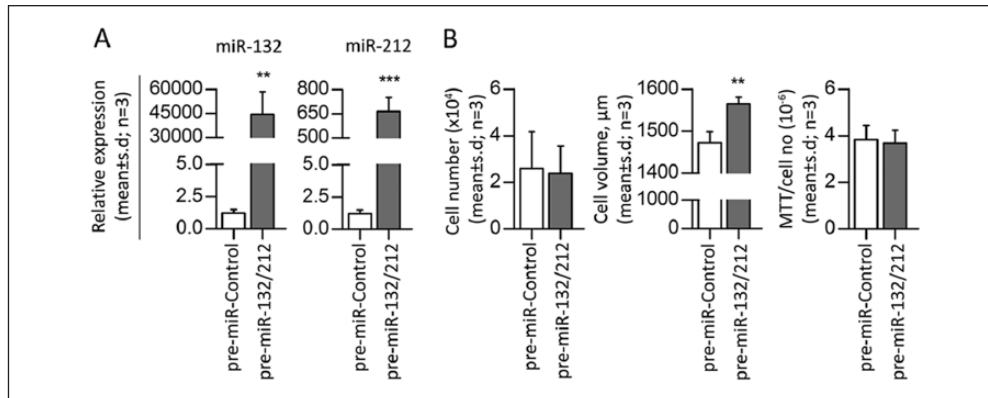 A
B
miR-132
miR-212
Relative expression
(mean±s.d; n=3)
60000
45000
30000
5.0
2.5
0.0
**
pre-miR-Control
pre-miR-132/212
800
650
500
5.0
2.5
0.0
***
pre-miR-Control
pre-miR-132/212
Cell number (x10⁴)
(mean±s.d; n=3)
6
4
2
0
pre-miR-Control
pre-miR-132/212
Cell volume, µm
(mean±s.d; n=3)
1600
1500
1400
1000
0
**
pre-miR-Control
pre-miR-132/212
MTT/cell no (10⁻⁶)
(mean±s.d; n=3)
6
4
2
0
pre-miR-Control
pre-miR-132/212